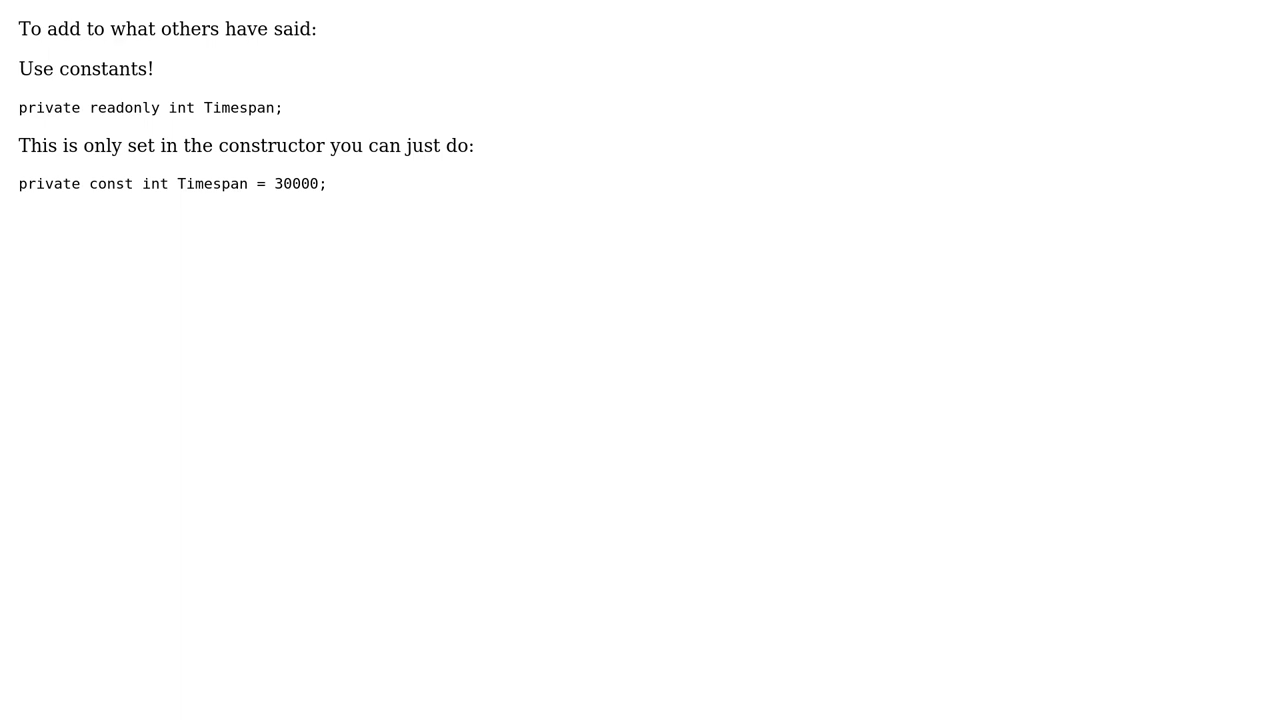 To add to what others have said:
Use constants!
private readonly int Timespan;
This is only set in the constructor you can just do:
private const int Timespan = 30000;